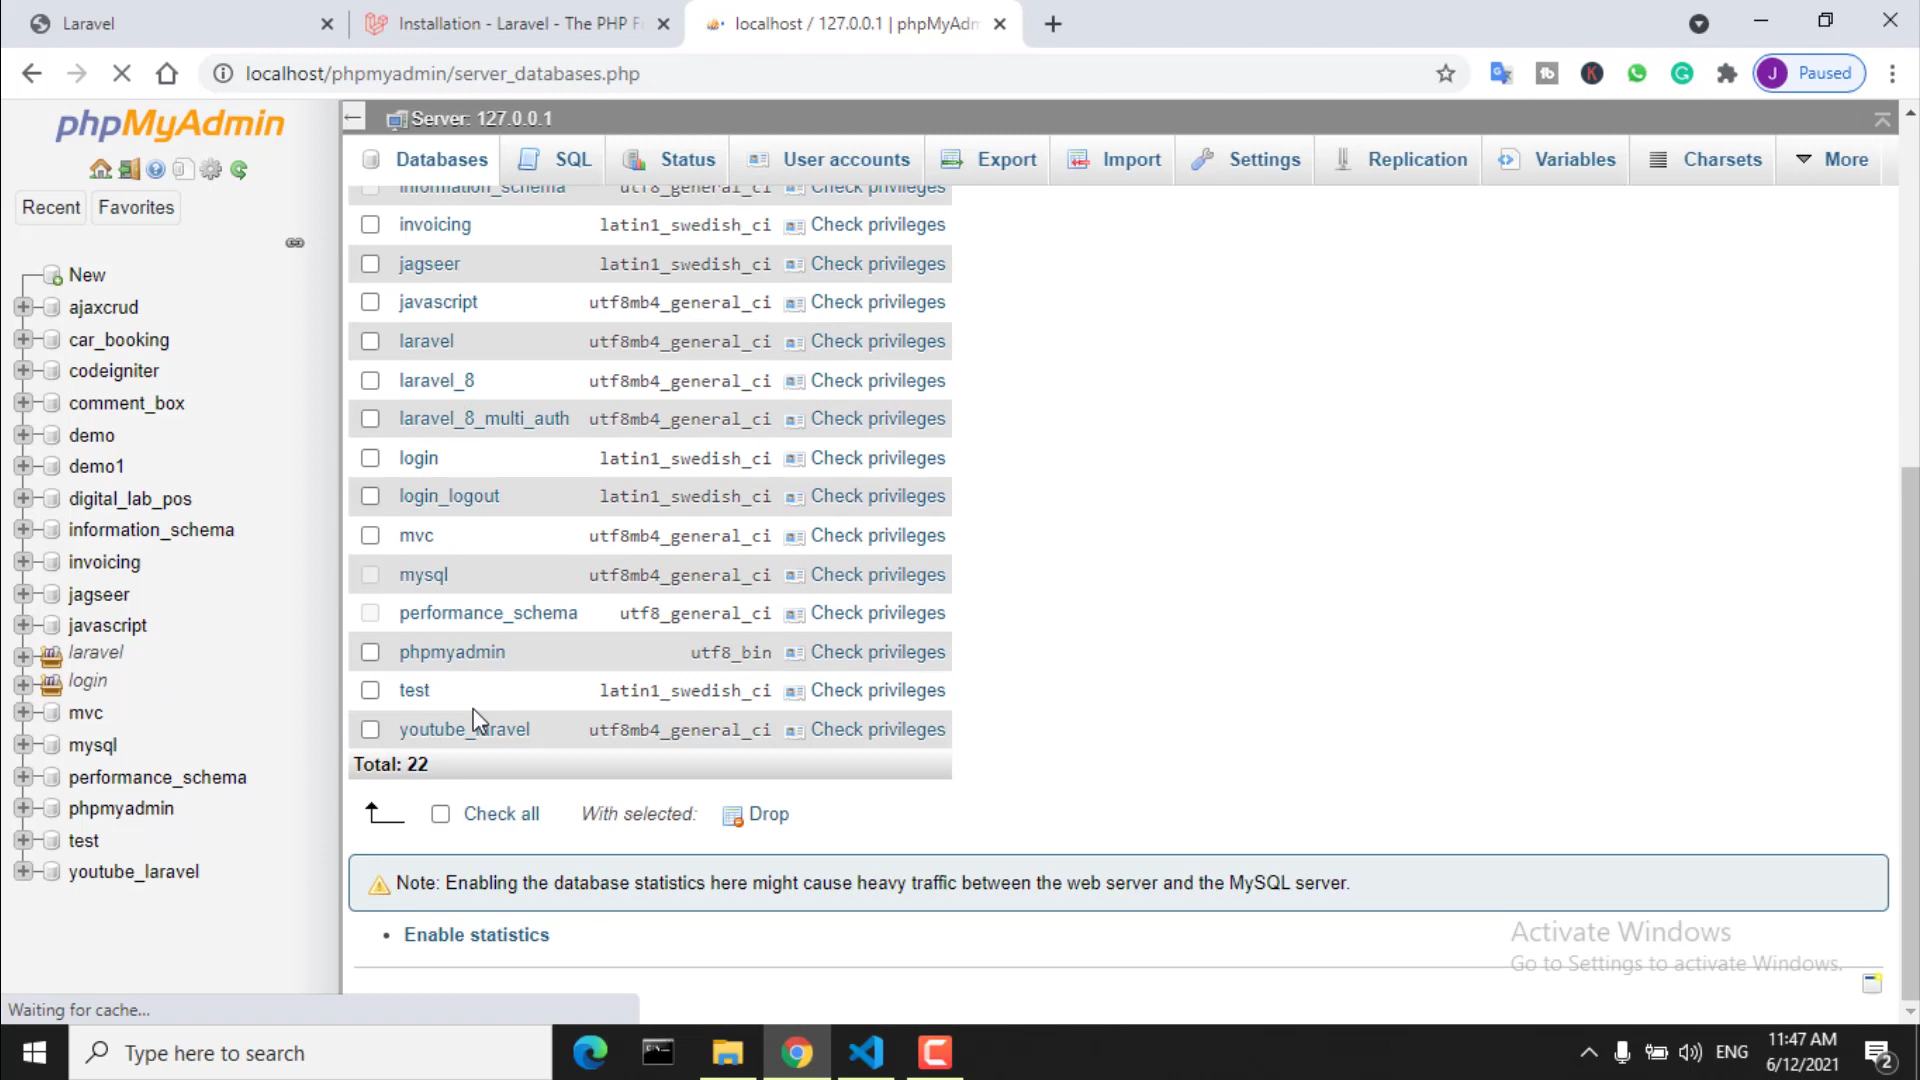 Laravel
Installation - Laravel - The PHP F
localhost / 127.0.0.1 | phpMyAdm
localhost/phpmyadmin/server_databases.php
J Paused
phpMyAdmin
Recent Favorites
New
ajaxcrud
car_booking
codeigniter
comment_box
demo
demo1
digital_lab_pos
information_schema
invoicing
jagseer
javascript
laravel
login
mvc
mysql
performance_schema
phpmyadmin
test
youtube_laravel
Server: 127.0.0.1
Databases SQL Status User accounts Export Import Settings Replication Variables Charsets More
information_schema utf8_general_ci Check privileges
invoicing latin1_swedish_ci Check privileges
jagseer latin1_swedish_ci Check privileges
javascript utf8mb4_general_ci Check privileges
laravel utf8mb4_general_ci Check privileges
laravel_8 utf8mb4_general_ci Check privileges
laravel_8_multi_auth utf8mb4_general_ci Check privileges
login latin1_swedish_ci Check privileges
login_logout latin1_swedish_ci Check privileges
mvc utf8mb4_general_ci Check privileges
mysql utf8mb4_general_ci Check privileges
performance_schema utf8_general_ci Check privileges
phpmyadmin utf8_bin Check privileges
test latin1_swedish_ci Check privileges
youtube_laravel utf8mb4_general_ci Check privileges
Total: 22
Check all With selected: Drop
Note: Enabling the database statistics here might cause heavy traffic between the web server and the MySQL server.
• Enable statistics
Activate Windows
Go to Settings to activate Windows.
Waiting for cache...
Type here to search
ENG
11:47 AM
6/12/2021
2